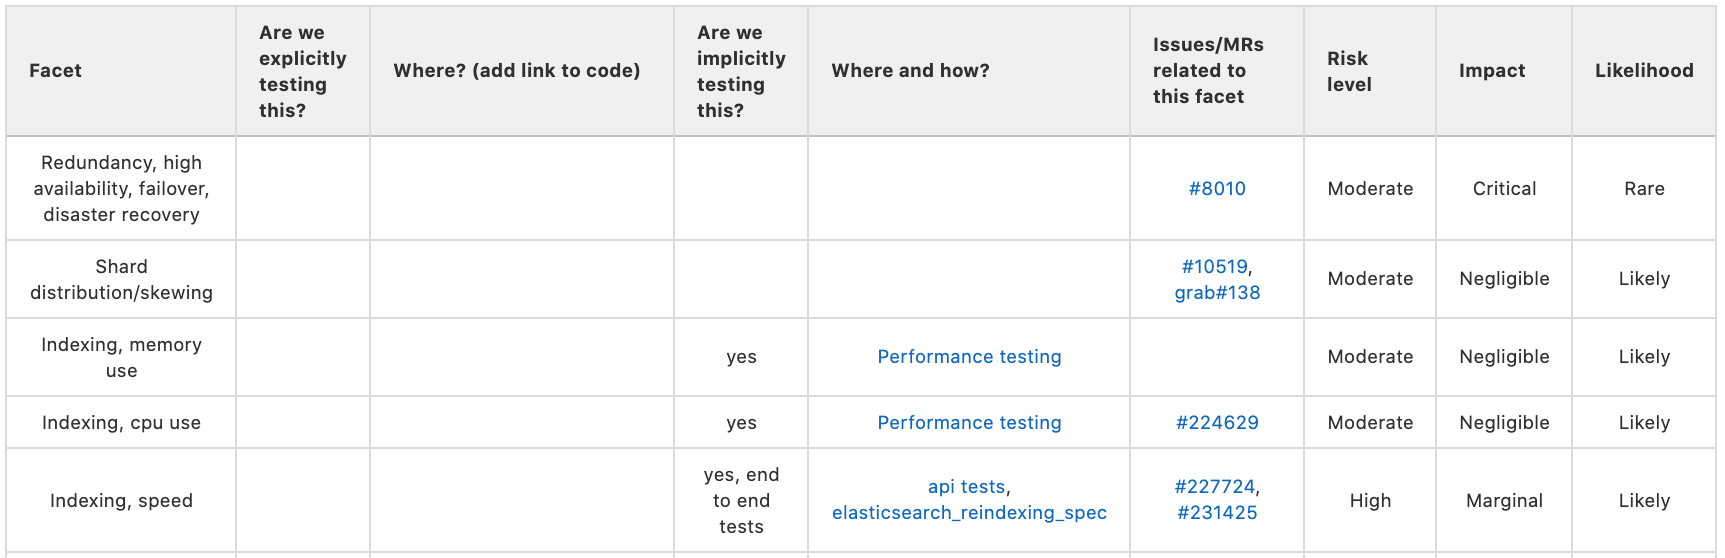 Facet
Are we
explicitly
testing
this?
Where? (add link to code)
Are we
implicitly
testing
this?
Where and how?
Issues/MRs
related to
this facet
Risk
level
Impact
Likelihood
Redundancy, high
availability, failover,
disaster recovery
#8010
Moderate
Critical
Rare
Shard
distribution/skewing
#10519,
grab#138
Moderate
Negligible
Likely
Indexing, memory
use
yes
Performance testing
Moderate
Negligible
Likely
Indexing, cpu use
yes
Performance testing
#224629
Moderate
Negligible
Likely
Indexing, speed
yes, end
to end
tests
api tests,
elasticsearch_reindexing_spec
#227724,
#231425
High
Marginal
Likely